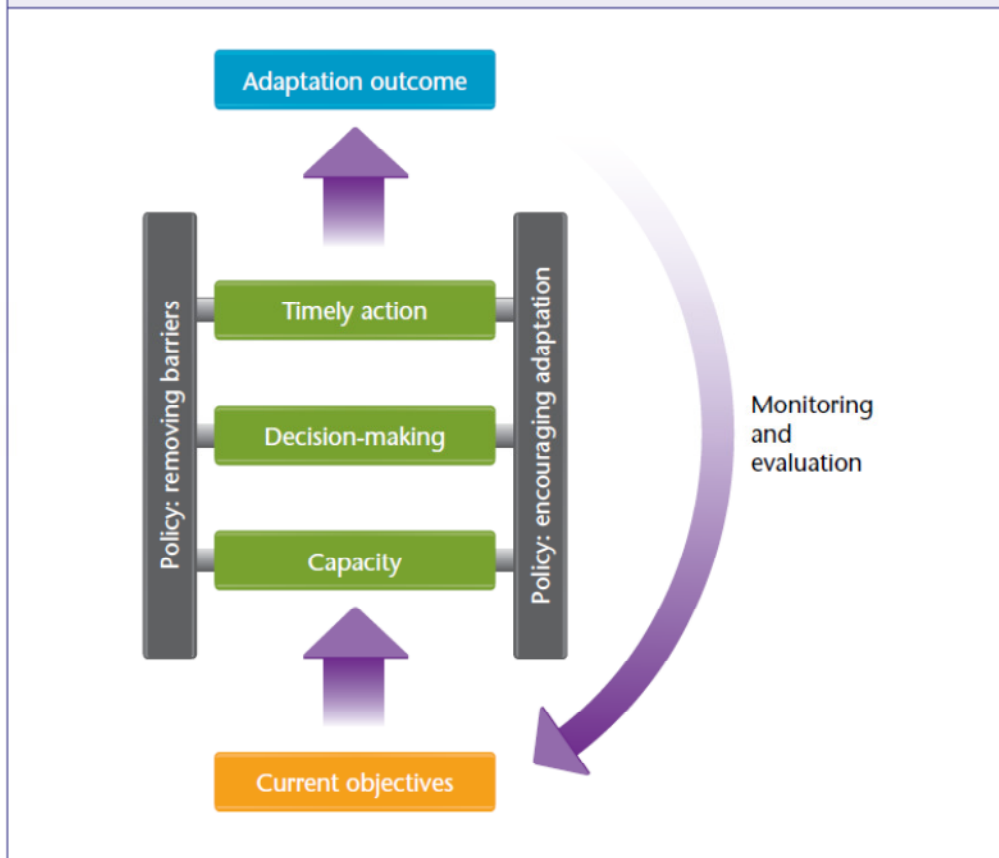 Adaptation outcome
Policy: removing barriers
Timely action
Decision-making
Capacity
Policy: encouraging adaptation
Monitoring
and
evaluation
Current objectives